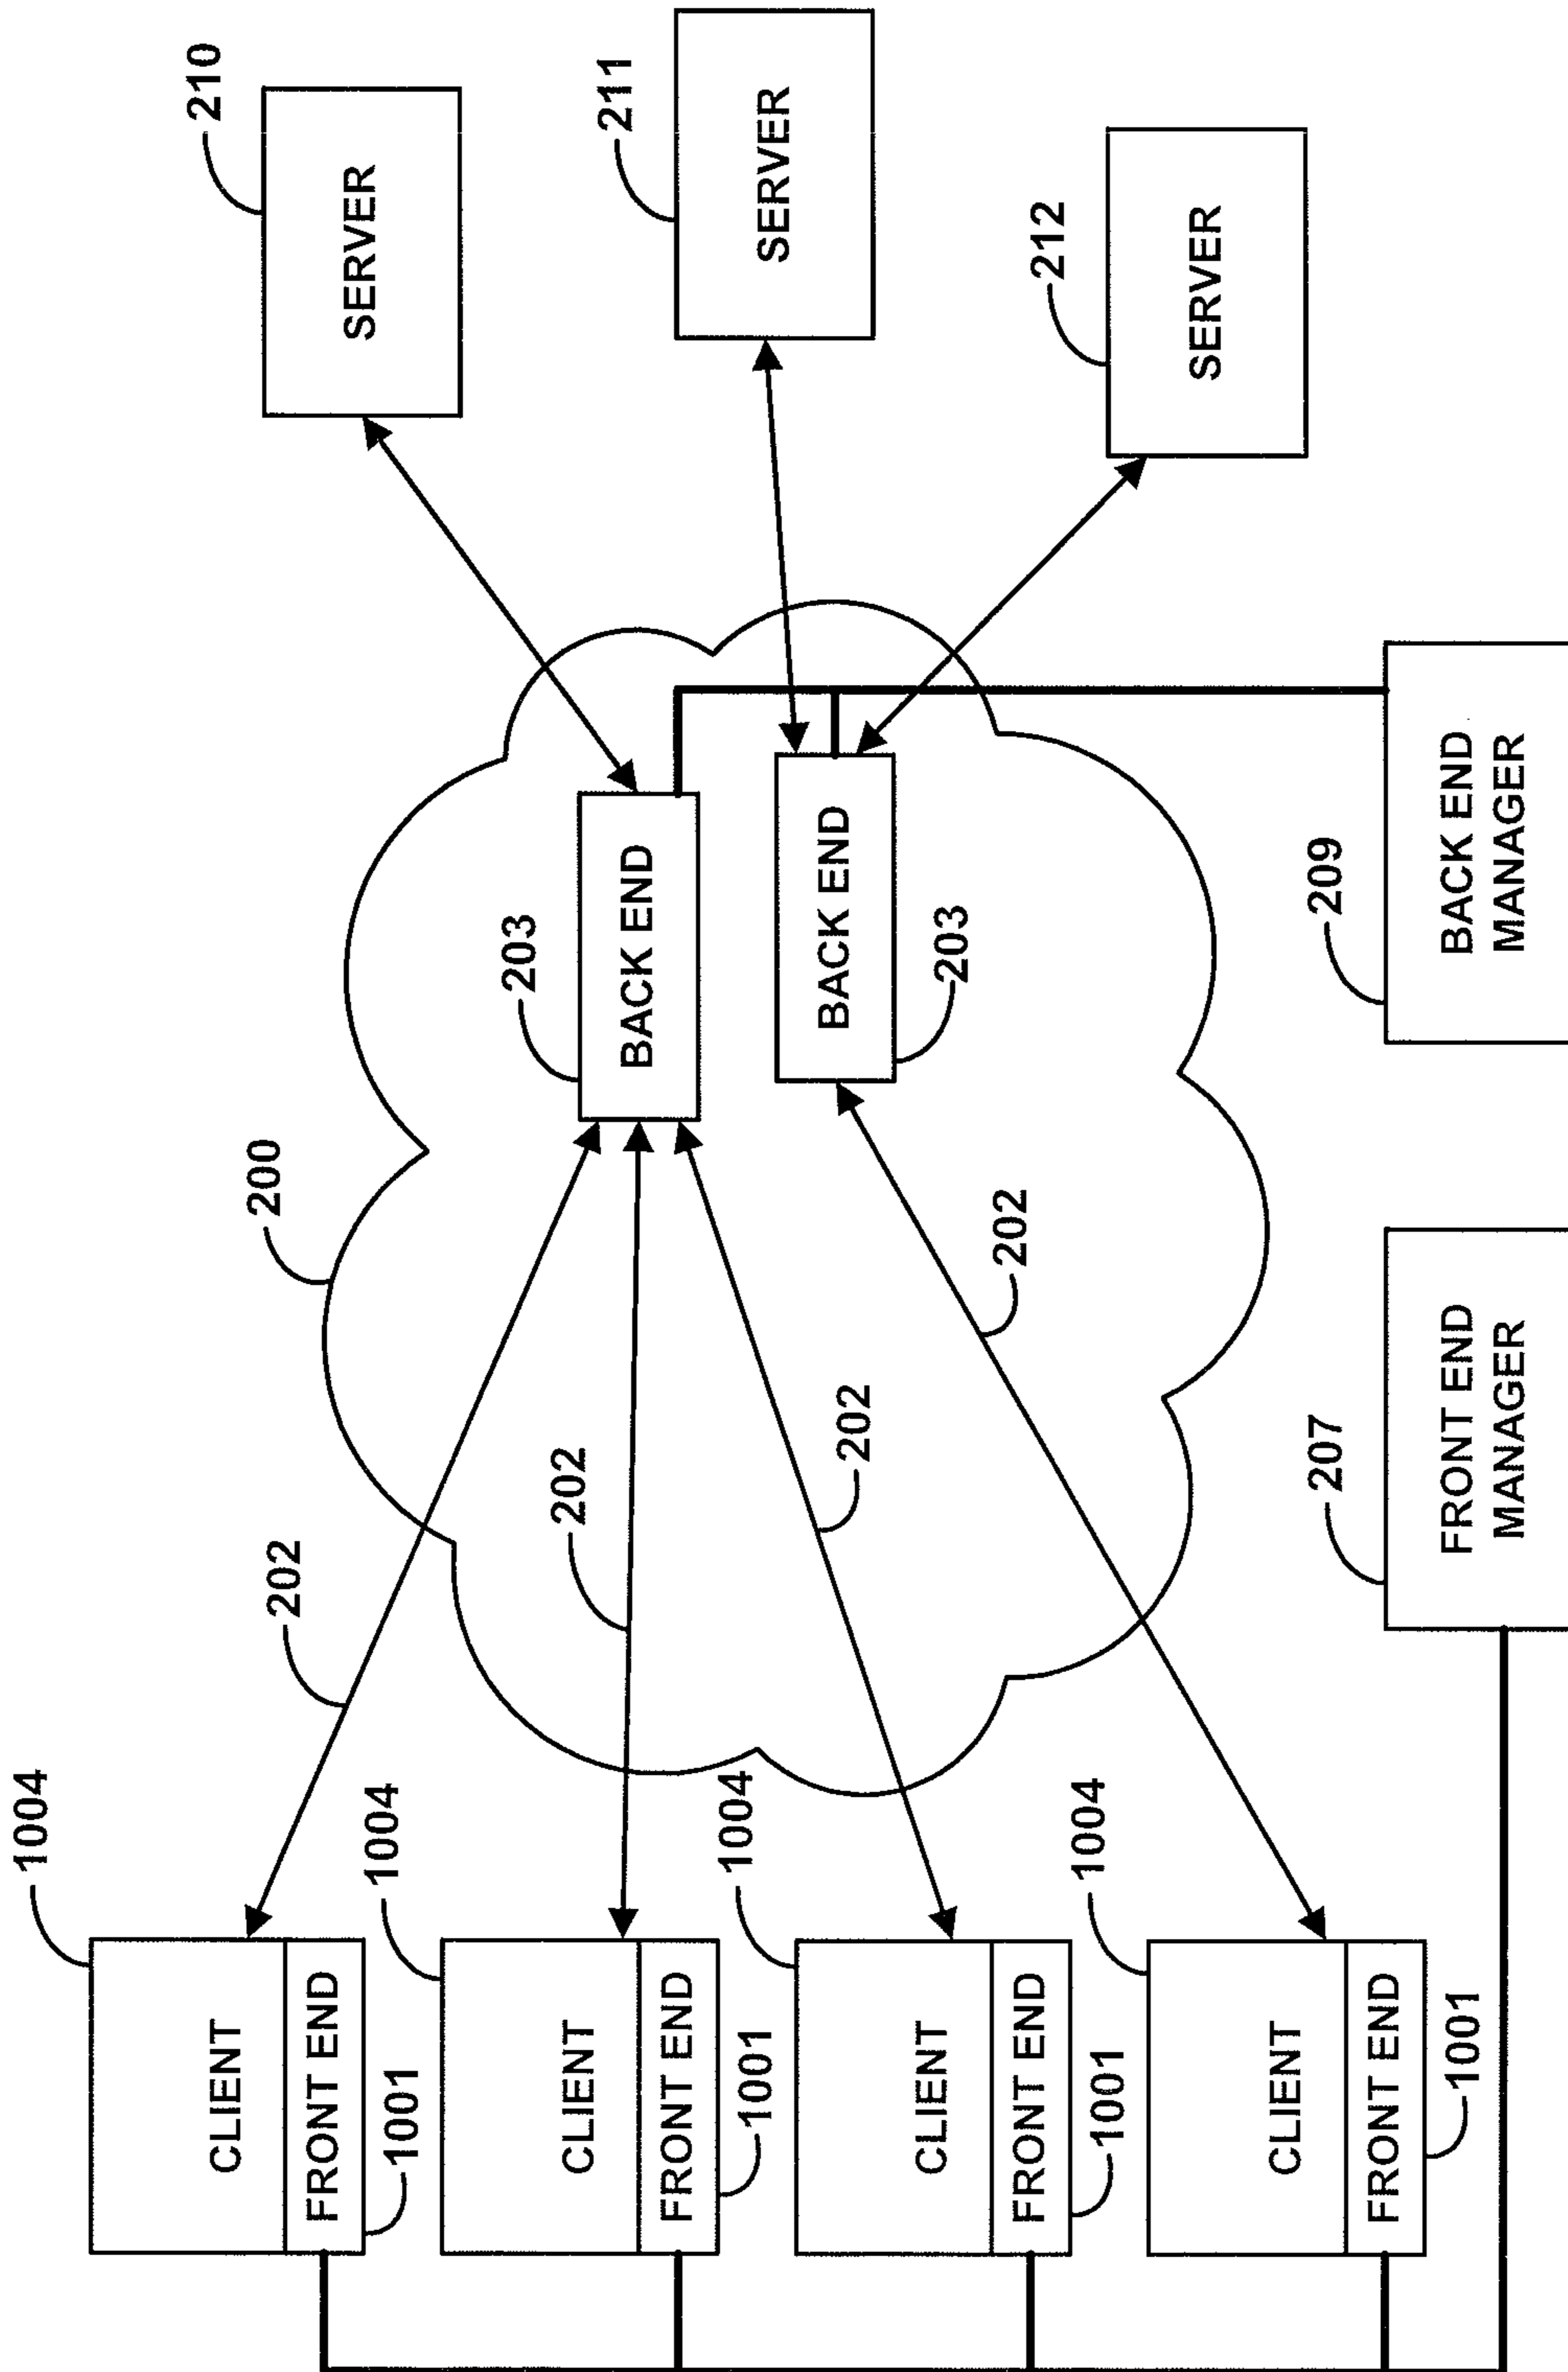 1004
CLIENT
FRONT END
1001
1004
CLIENT
FRONT END
1001
1004
CLIENT
FRONT END
1001
1004
CLIENT
FRONT END
1001
202
202
202
202
200
203
BACK END
BACK END
203
207
FRONT END
MANAGER
209
BACK END
MANAGER
210
SERVER
211
SERVER
212
SERVER